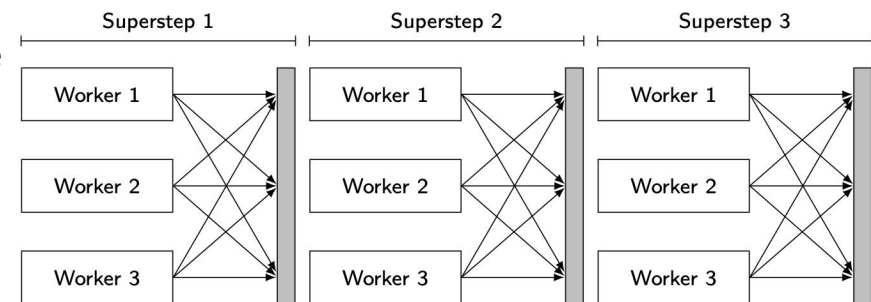 Superstep 1 Superstep 2 Superstep 3
Worker 1 Worker 1 Worker 1
Worker 2 Worker 2 Worker 2
Worker 3 Worker 3 Worker 3